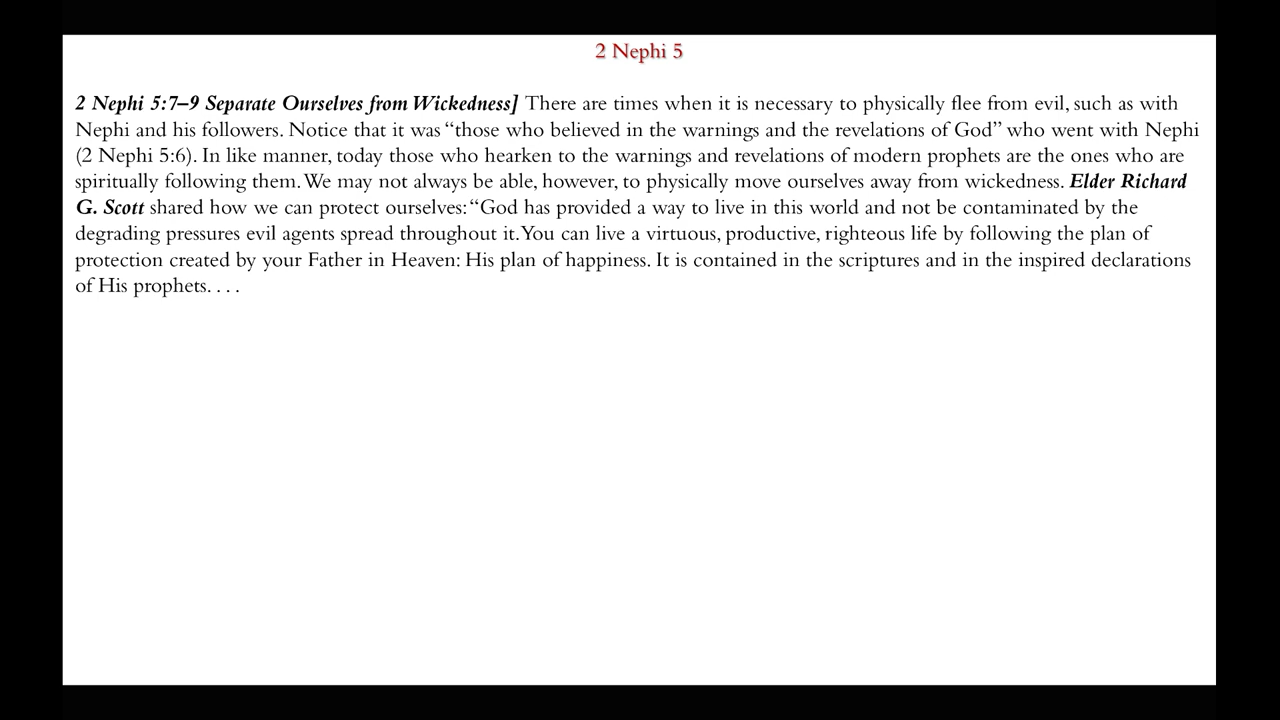 2 Nephi 5
2 Nephi 5:7–9 Separate Ourselves from Wickedness] There are times when it is necessary to physically flee from evil, such as with
Nephi and his followers. Notice that it was “those who believed in the warnings and the revelations of God” who went with Nephi
(2 Nephi 5:6). In like manner, today those who hearken to the warnings and revelations of modern prophets are the ones who are
spiritually following them. We may not always be able, however, to physically move ourselves away from wickedness. Elder Richard
G. Scott shared how we can protect ourselves: “God has provided a way to live in this world and not be contaminated by the
degrading pressures evil agents spread throughout it. You can live a virtuous, productive, righteous life by following the plan of
protection created by your Father in Heaven: His plan of happiness. It is contained in the scriptures and in the inspired declarations
of His prophets. . . .